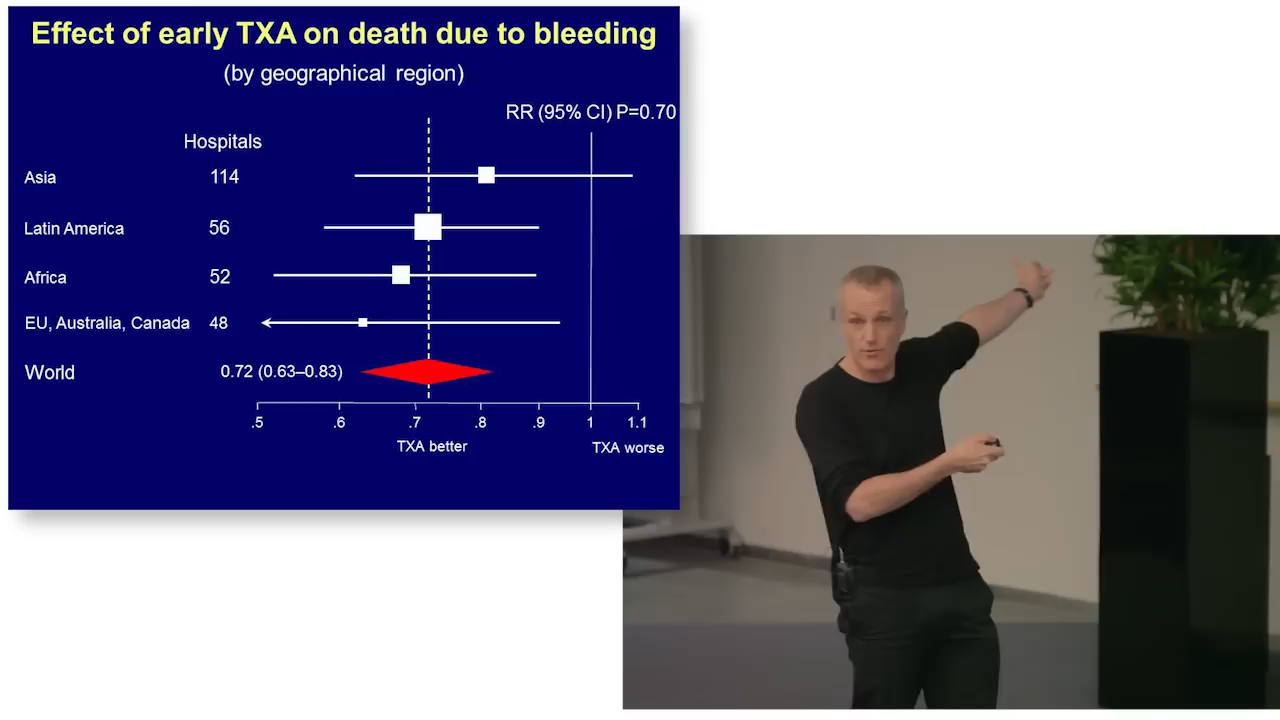 Effect of early TXA on death due to bleeding
(by geographical region)
RR (95% CI) P=0.70
Hospitals
Asia 114
Latin America 56
Africa 52
EU, Australia, Canada 48
World 0.72 (0.63–0.83)
.5 .6 .7 .8 .9 1 1.1
TXA better TXA worse